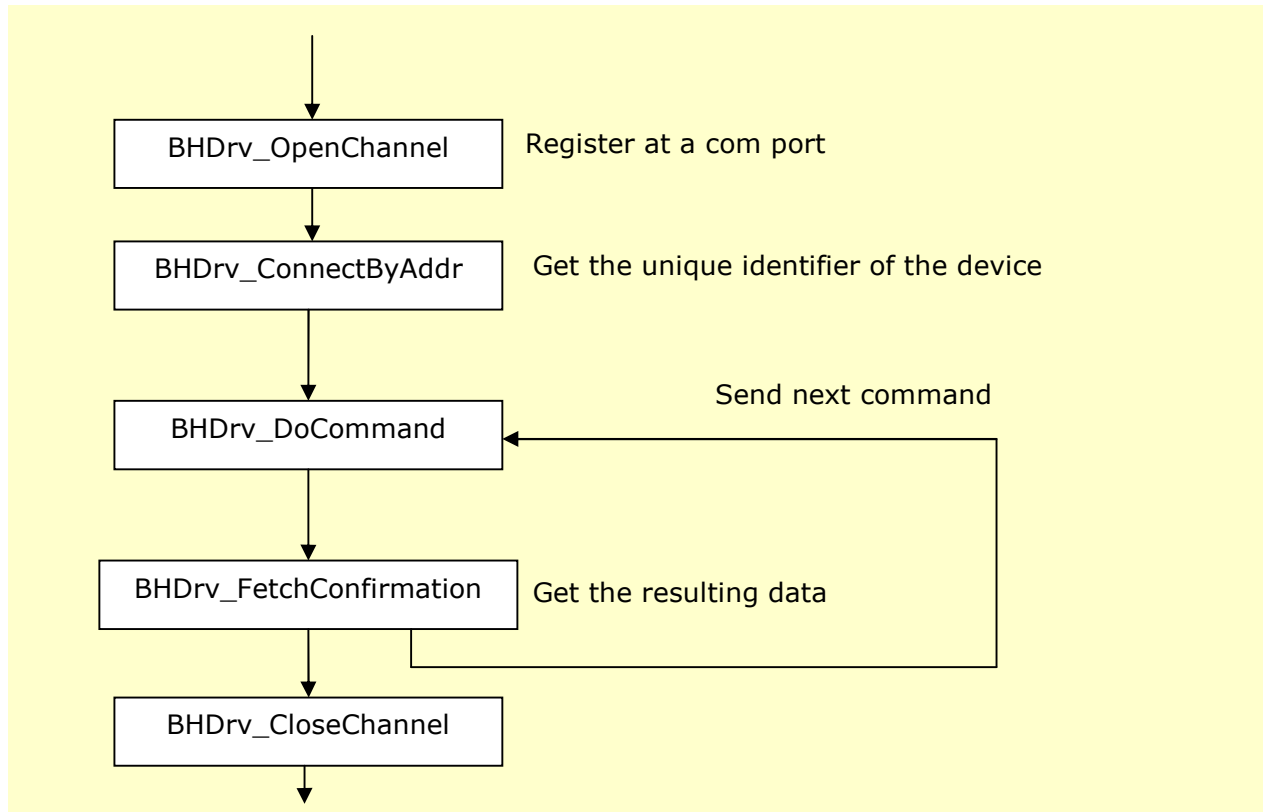 BHDrv_OpenChannel
Register at a com port
BHDrv_ConnectByAddr
Get the unique identifier of the device
Send next command
BHDrv_DoCommand
BHDrv_FetchConfirmation
Get the resulting data
BHDrv_CloseChannel